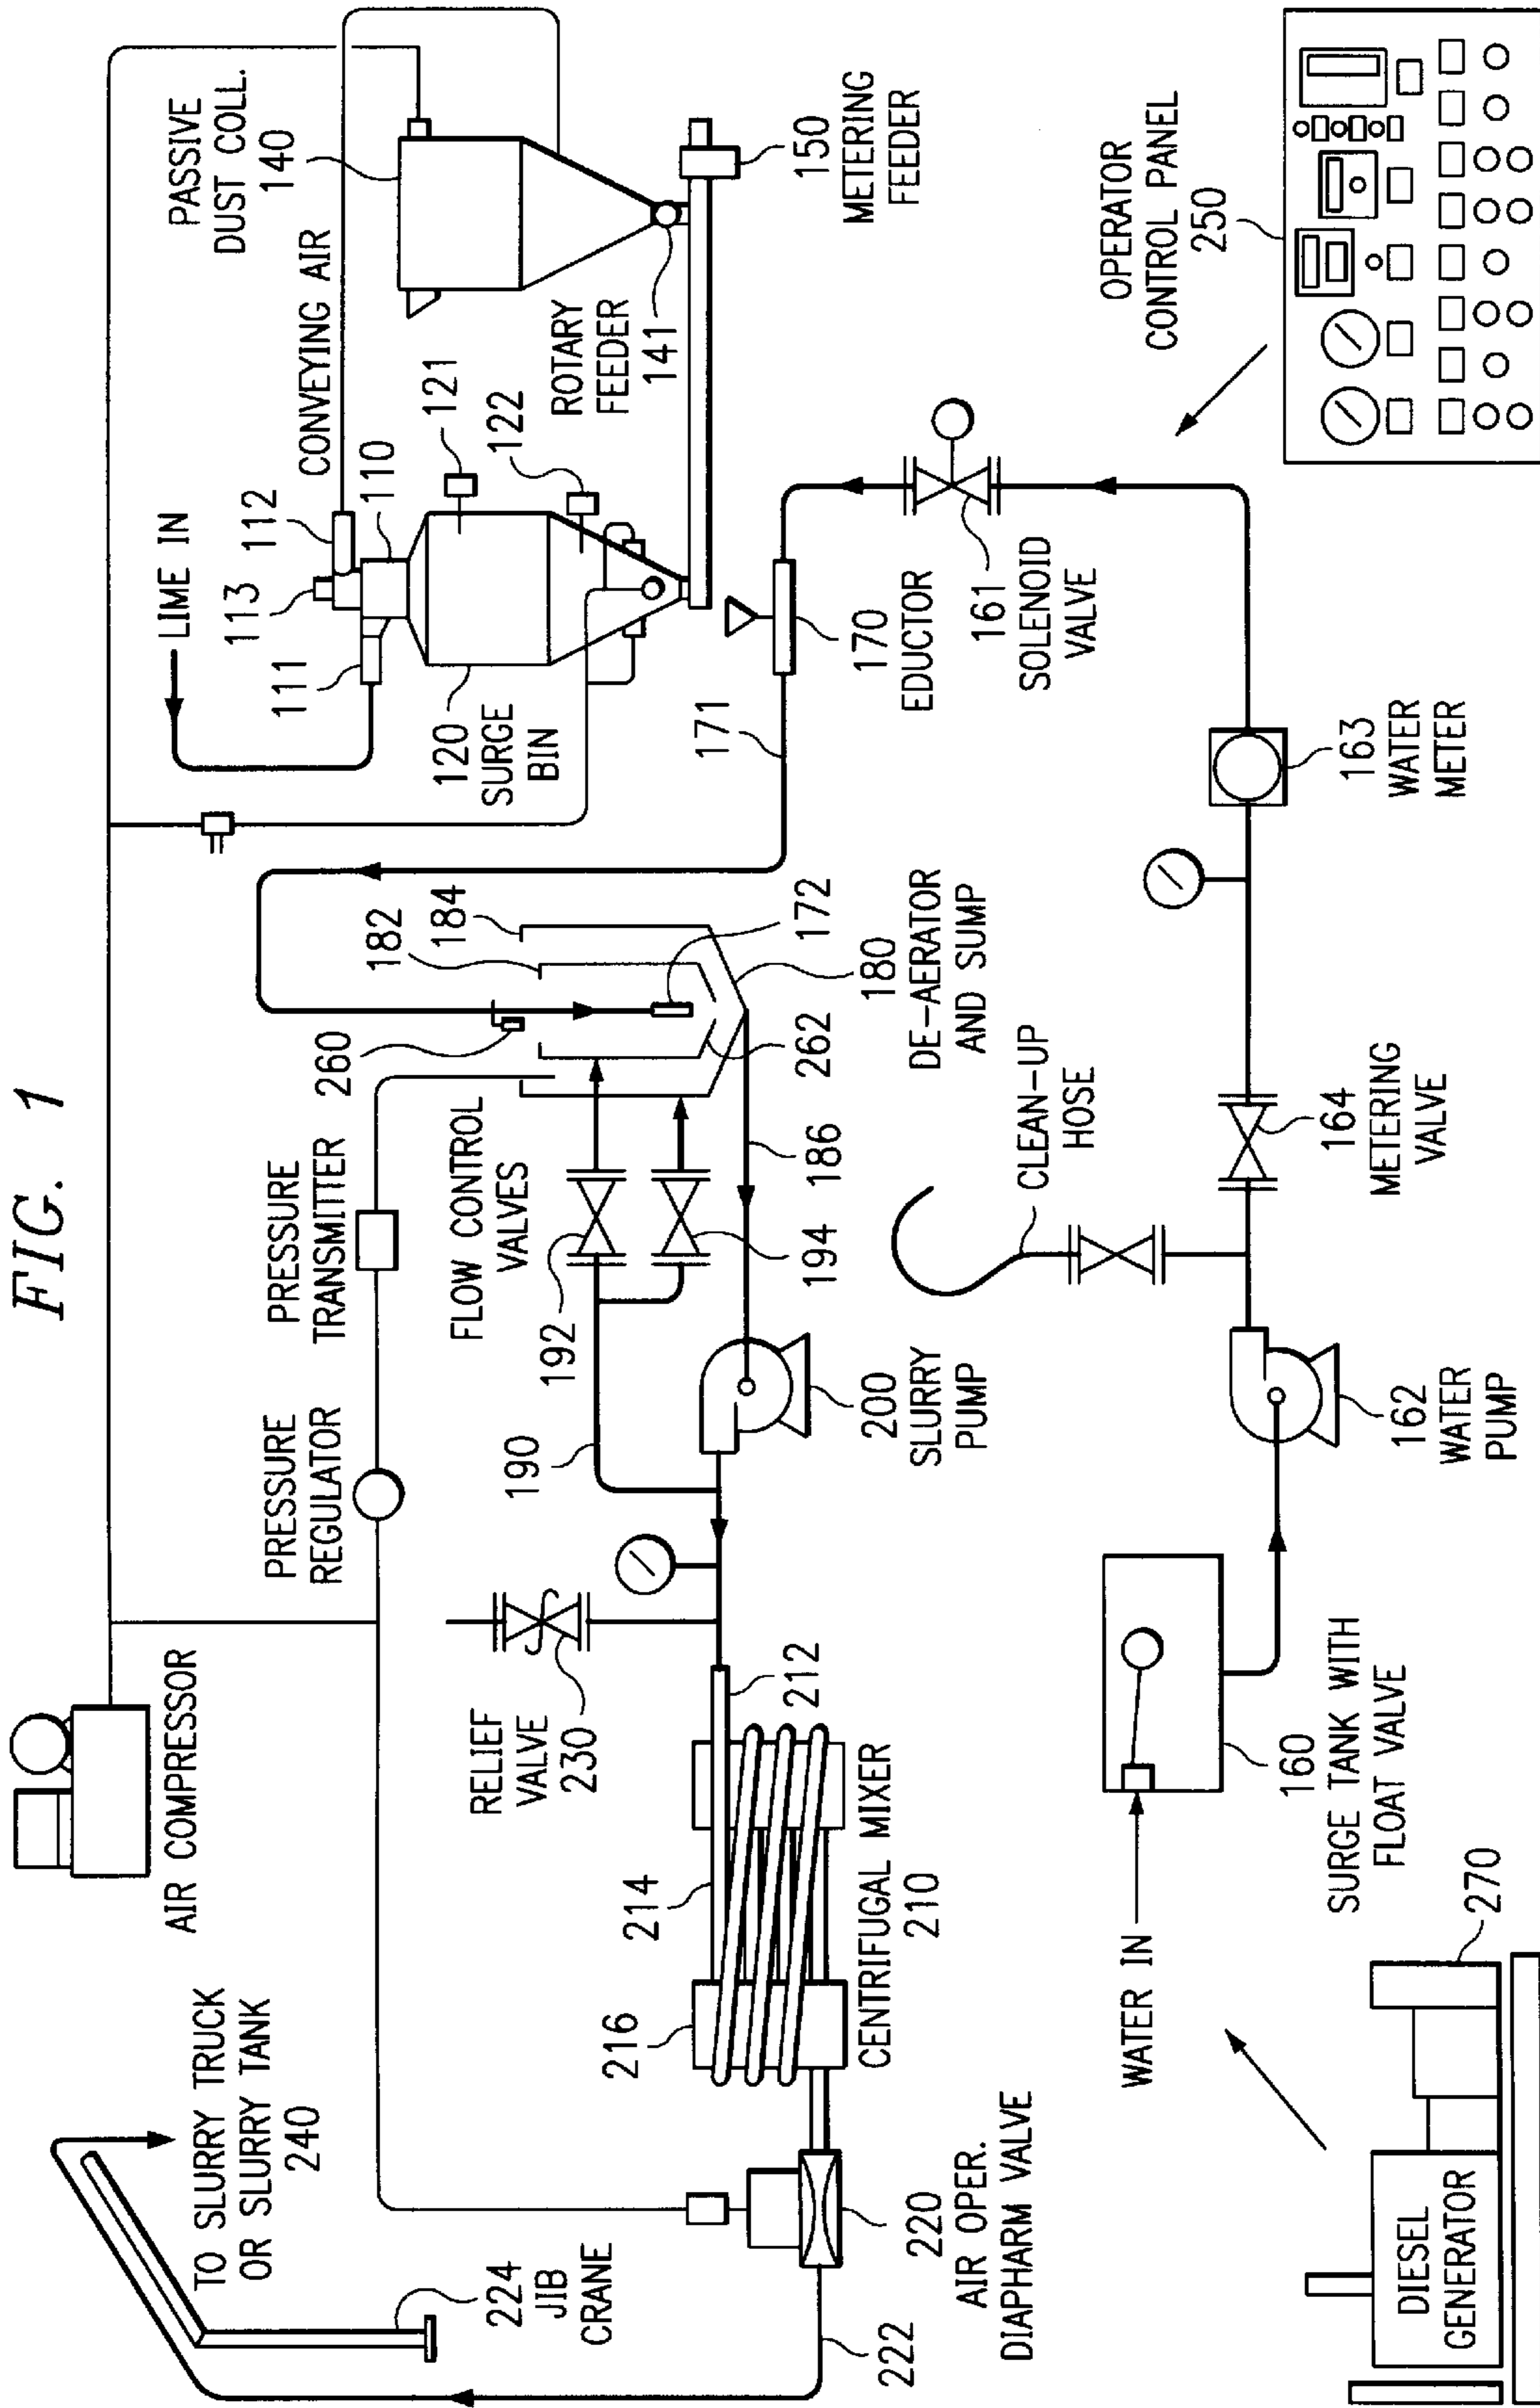 FIG. 1
AIR COMPRESSOR
TO SLURRY TRUCK
OR SLURRY TANK
240
224
JIB
CRANE
222
220
AIR OPER.
DIAPHARM VALVE
216
214
212
CENTRIFUGAL MIXER
210
RELIEF
VALVE
230
PRESSURE
REGULATOR
PRESSURE
TRANSMITTER
190
FLOW CONTROL
VALVES
192
194
200
SLURRY
PUMP
186
260
182
184
262
172
180
DE-AERATOR
AND SUMP
LIME IN
111
113
112
110
CONVEYING AIR
120
SURGE
BIN
121
122
PASSIVE
DUST COLL.
140
ROTARY
FEEDER
141
150
METERING
FEEDER
171
170
EDUCTOR
161
SOLENOID
VALVE
WATER IN
160
SURGE TANK WITH
FLOAT VALVE
162
WATER
PUMP
CLEAN-UP
HOSE
164
METERING
VALVE
163
WATER
METER
OPERATOR
CONTROL PANEL
250
DIESEL
GENERATOR
270